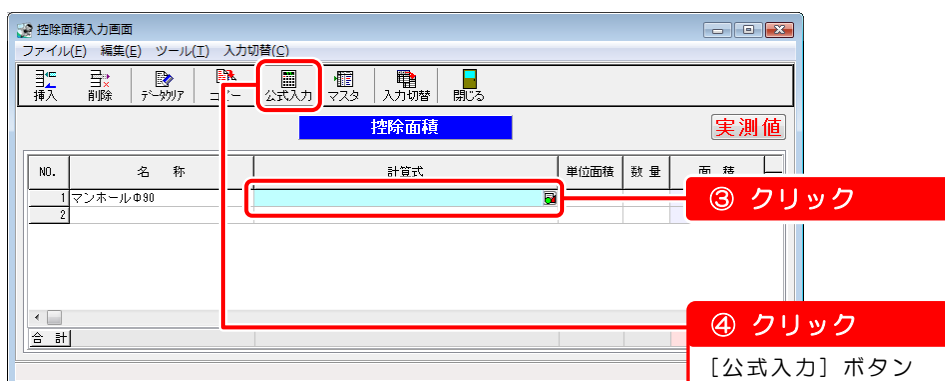 控除面積入力画面
ファイル(F) 編集(E) ツール(T) 入力切替(C)
挿入 削除 データクリア コピー 公式入力 マスタ 入力切替 閉じる
控除面積 実測値
NO. 名 称 計算式 単位面積 数 量 面 積
1 マンホールΦ90
2
③ クリック
合 計
④ クリック
[公式入力] ボタン